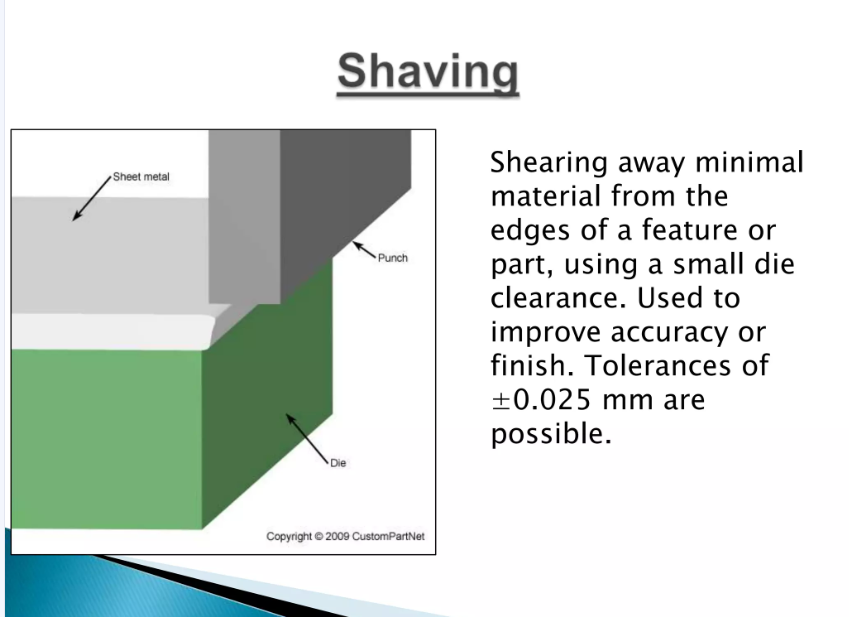 Shaving
Sheet metal
Punch
Die
Copyright © 2009 CustomPartNet
Shearing away minimal
material from the
edges of a feature or
part, using a small die
clearance. Used to
improve accuracy or
finish. Tolerances of
±0.025 mm are
possible.